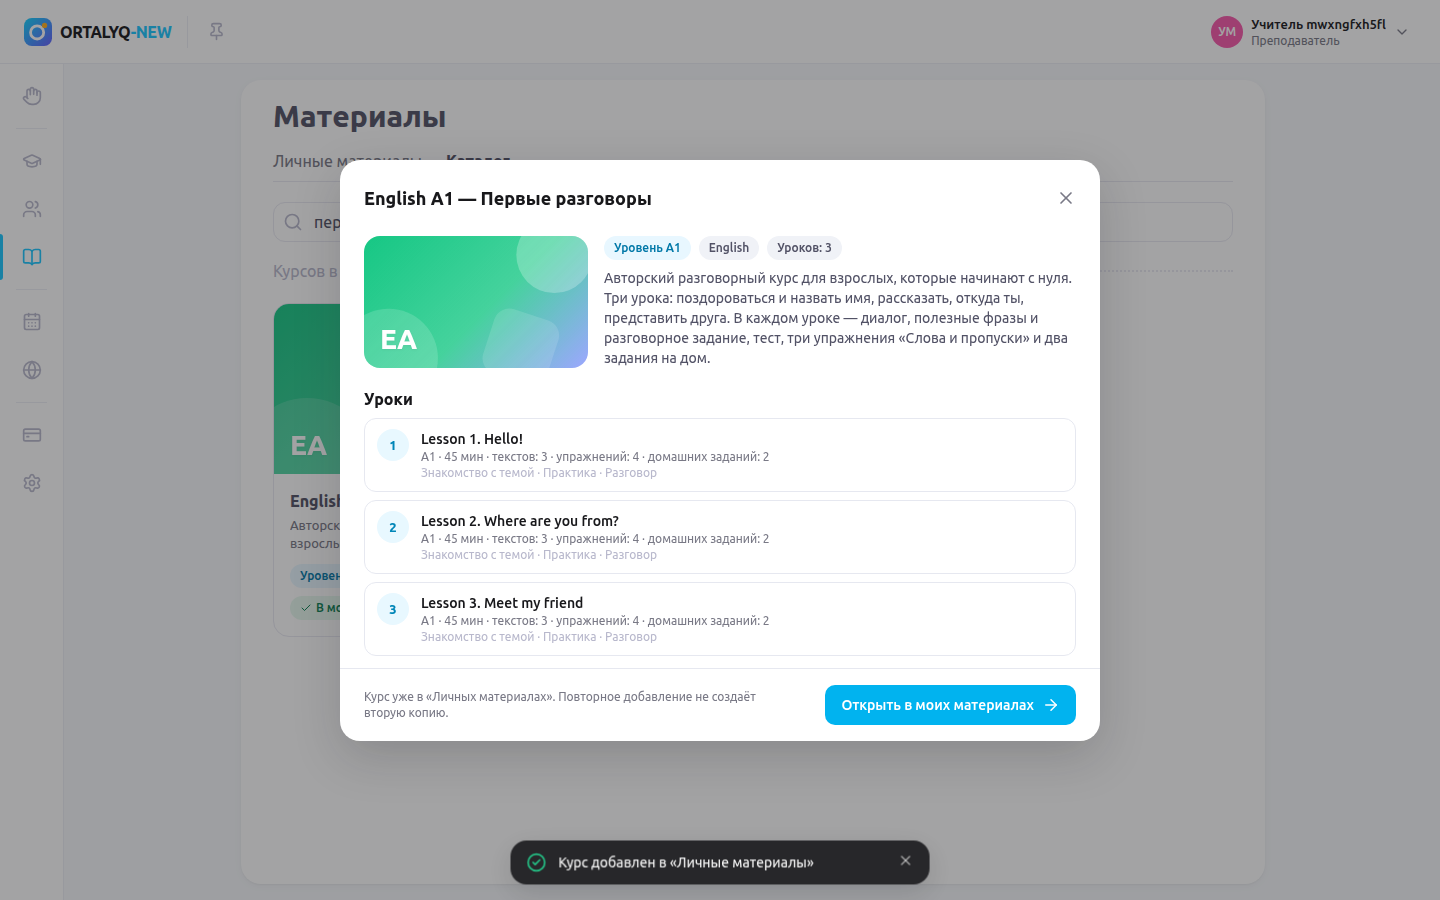 ORTALYQ-NEW
УМ
Учитель mwxngfxh5fl
Преподаватель
Материалы
Личные материалы
Каталог
Курсов в
EA
English
Авторск
взрослы
English A1 — Первые разговоры
EA
Уровень A1
English
Уроков: 3
Авторский разговорный курс для взрослых, которые начинают с нуля.
Три урока: поздороваться и назвать имя, рассказать, откуда ты,
представить друга. В каждом уроке — диалог, полезные фразы и
разговорное задание, тест, три упражнения «Слова и пропуски» и два
задания на дом.
Уроки
1
Lesson 1. Hello!
A1 · 45 мин · текстов: 3 · упражнений: 4 · домашних заданий: 2
Знакомство с темой · Практика · Разговор
2
Lesson 2. Where are you from?
A1 · 45 мин · текстов: 3 · упражнений: 4 · домашних заданий: 2
Знакомство с темой · Практика · Разговор
3
Lesson 3. Meet my friend
A1 · 45 мин · текстов: 3 · упражнений: 4 · домашних заданий: 2
Знакомство с темой · Практика · Разговор
Курс уже в «Личных материалах». Повторное добавление не создаёт
вторую копию.
Открыть в моих материалах
Курс добавлен в «Личные материалы»